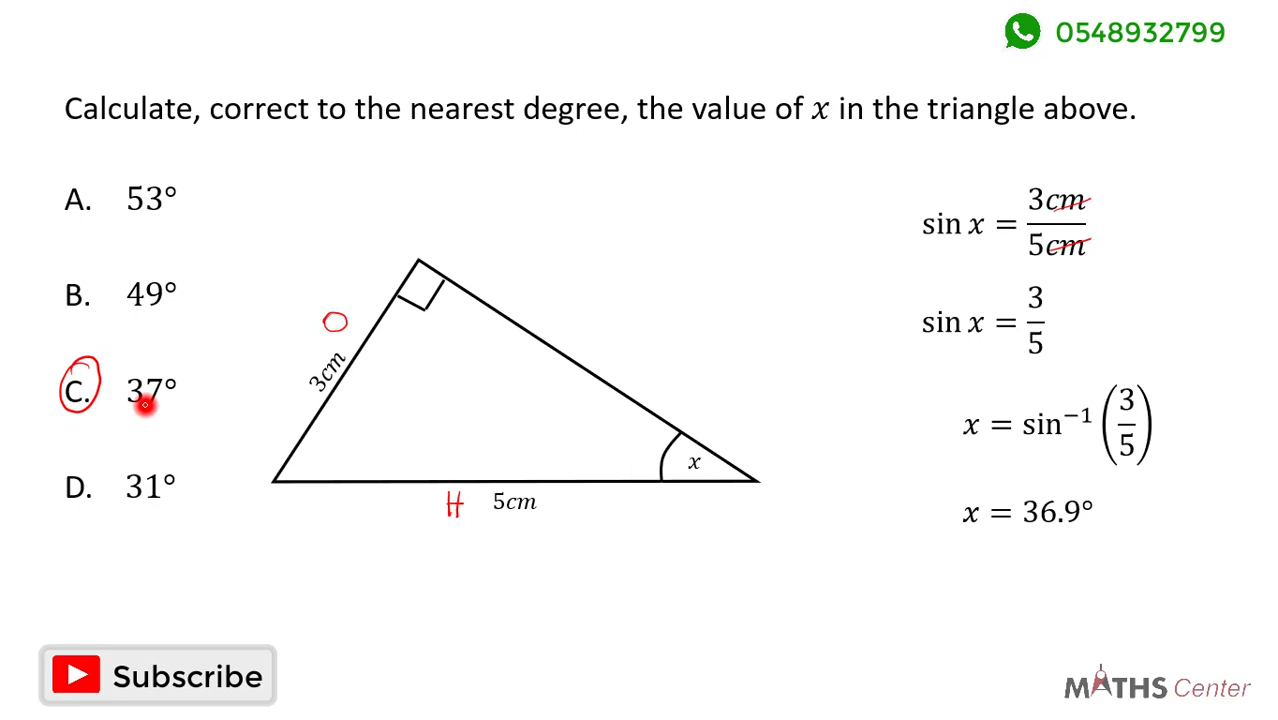 0548932799
Calculate, correct to the nearest degree, the value of x in the triangle above.
A. 53°
B. 49°
C. 37°
D. 31°
O
3cm
x
H 5cm
sin x = 3cm/5cm
sin x = 3/5
x = sin⁻¹(3/5)
x = 36.9°
Subscribe
MATHS Center